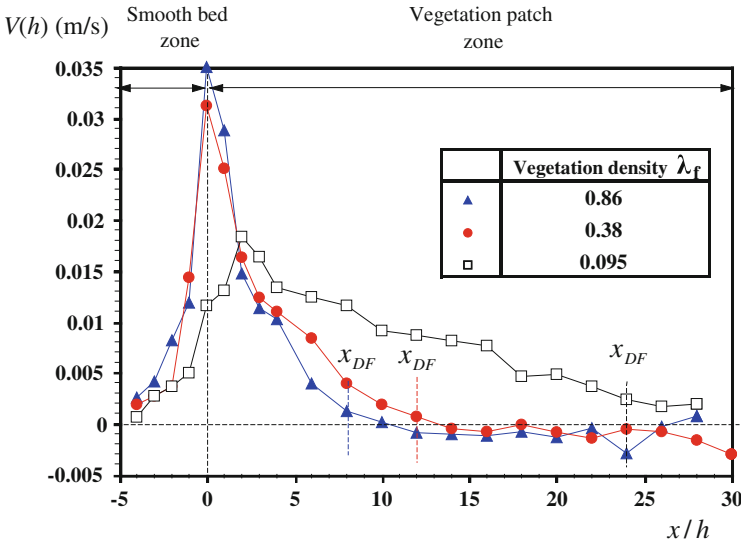 Smooth bed zone
Vegetation patch zone
V(h) (m/s)
0.035
0.03
0.025
0.02
0.015
0.01
0.005
0
-0.005
Vegetation density λf
0.86
0.38
0.095
xDF
xDF
xDF
-5 0 5 10 15 20 25 30
x/h